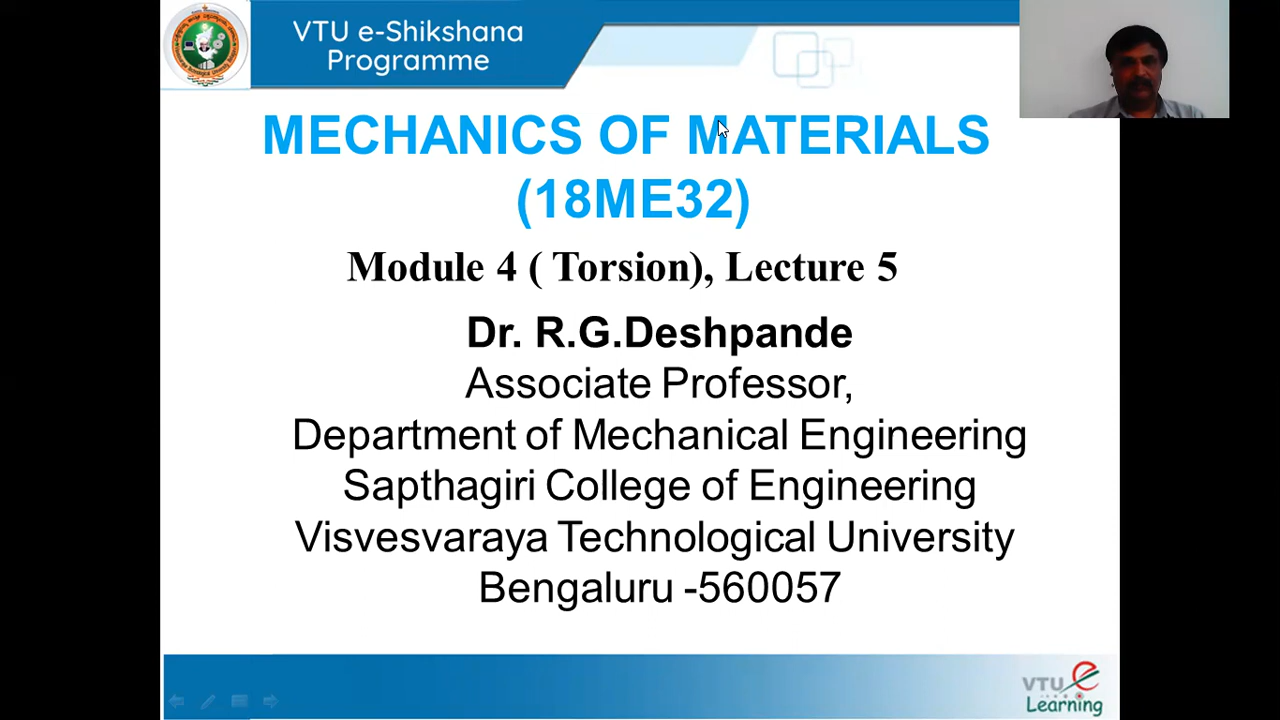 VTU e-Shikshana
Programme
MECHANICS OF MATERIALS
(18ME32)
Module 4 ( Torsion), Lecture 5
Dr. R.G.Deshpande
Associate Professor,
Department of Mechanical Engineering
Sapthagiri College of Engineering
Visvesvaraya Technological University
Bengaluru -560057
VTU e
Learning